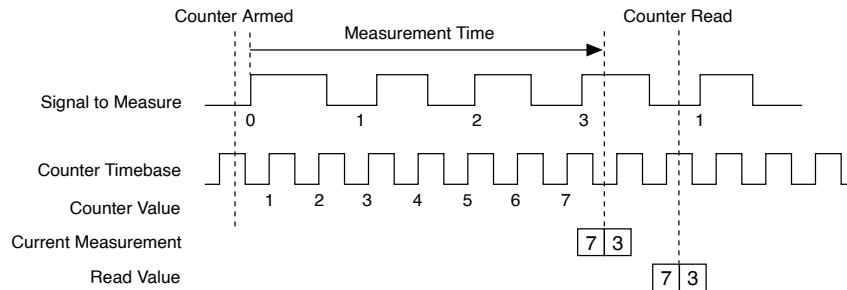 Counter Armed Counter Read
Measurement Time
Signal to Measure
0 1 2 3 1
Counter Timebase
1 2 3 4 5 6 7
Counter Value
Current Measurement 7 3
Read Value 7 3